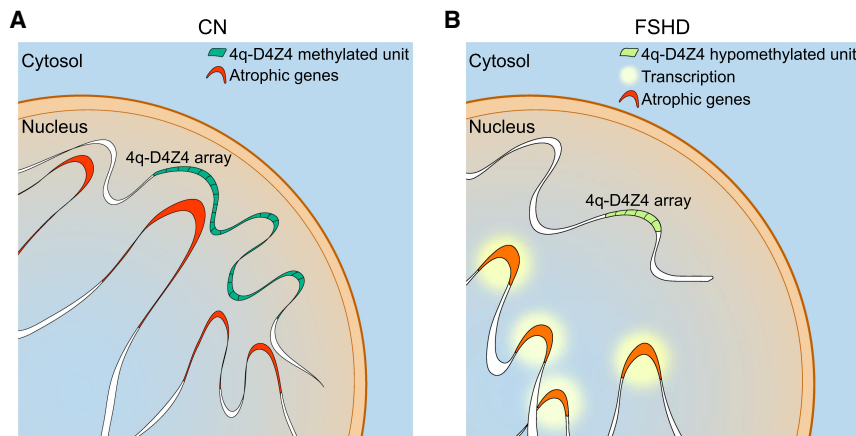 A
CN
Cytosol
4q-D4Z4 methylated unit
Atrophic genes
Nucleus
4q-D4Z4 array
B
FSHD
Cytosol
4q-D4Z4 hypomethylated unit
Transcription
Atrophic genes
Nucleus
4q-D4Z4 array